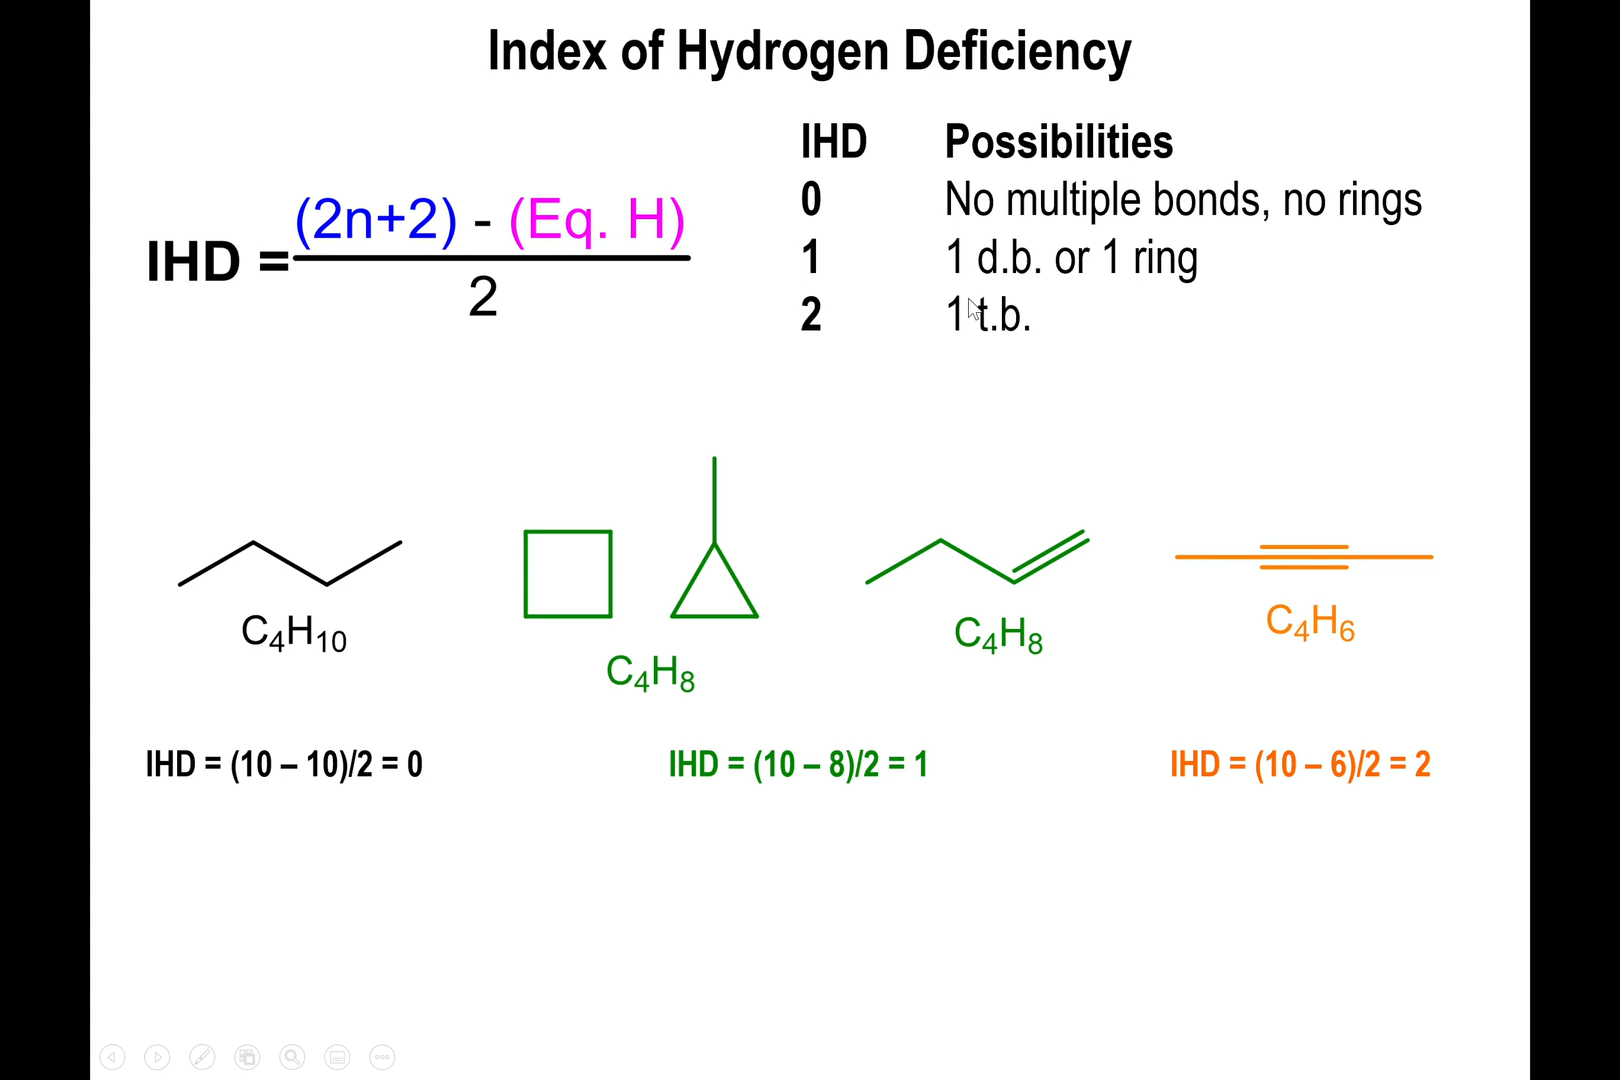 Index of Hydrogen Deficiency
IHD Possibilities
0 No multiple bonds, no rings
1 1 d.b. or 1 ring
2 1 t.b.
IHD = (2n+2) - (Eq. H)
2
C₄H₁₀
C₄H₈
C₄H₈
C₄H₆
IHD = (10 – 10)/2 = 0
IHD = (10 – 8)/2 = 1
IHD = (10 – 6)/2 = 2